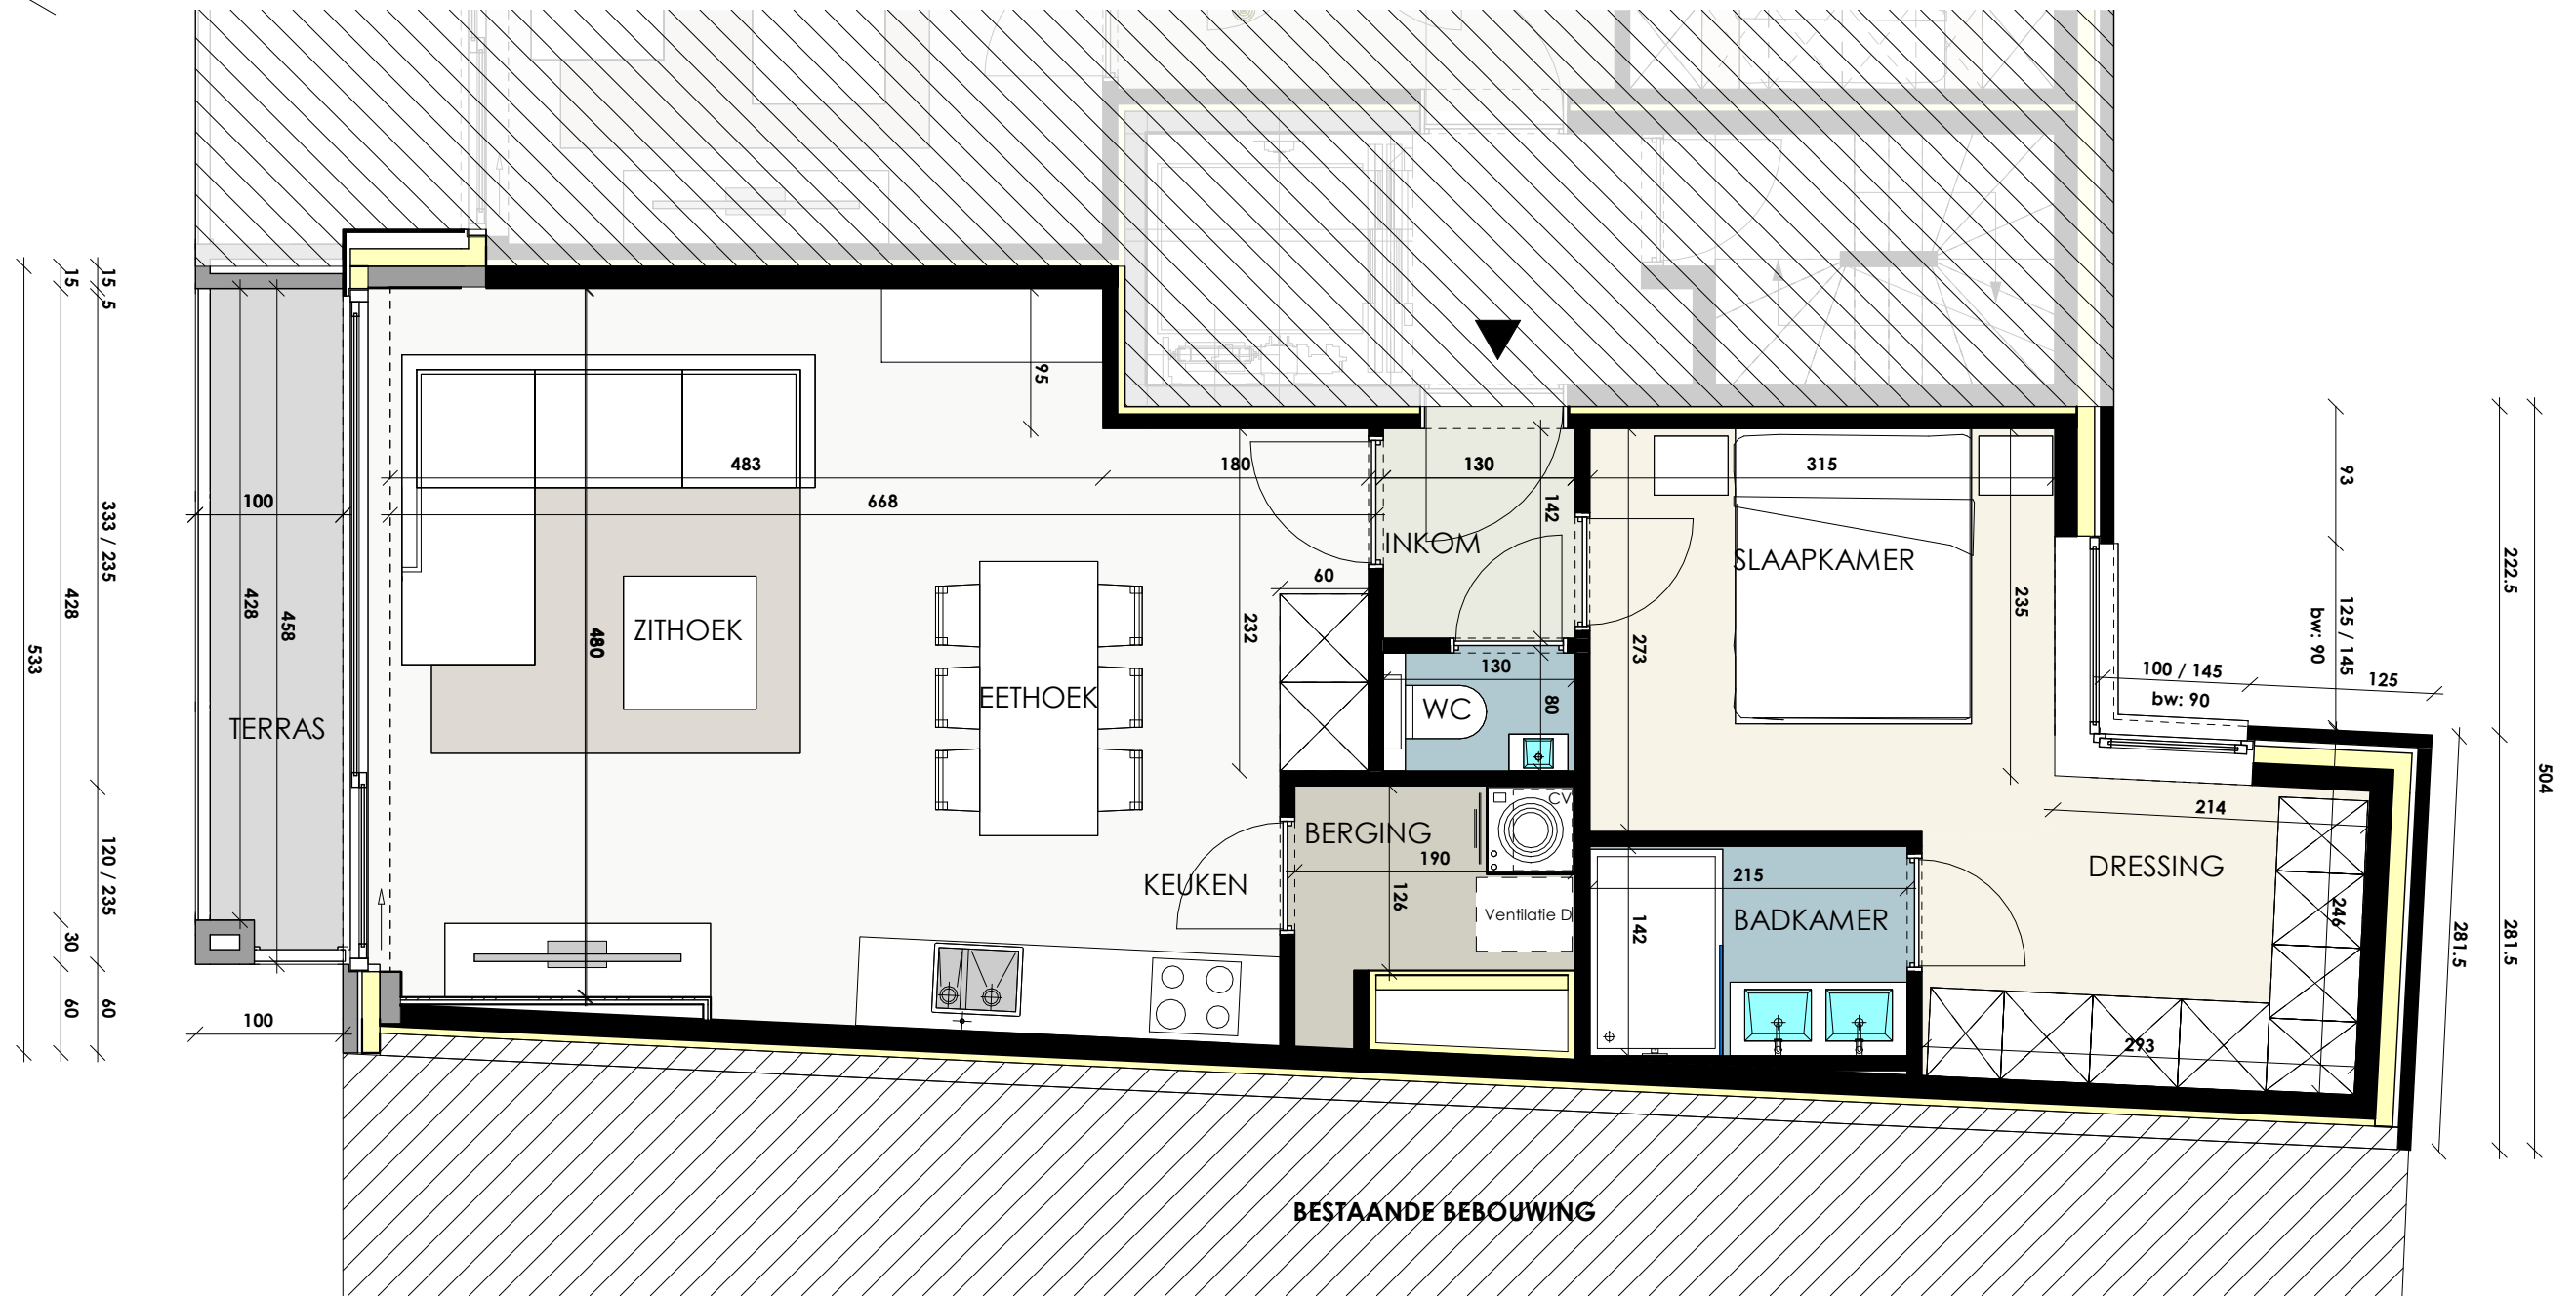 15
15
15
5
95
483
180
130
315
93
668
100
142
INKOM
SLAAPKAMER
333 / 235
222.5
60
428
428
458
ZITHOEK
480
232
235
125 / 145
bw: 90
273
533
130
100 / 145
125
bw: 90
EETHOEK
WC
80
TERRAS
504
CV
214
BERGING
190
DRESSING
120 / 235
KEUKEN
126
215
Ventilatie D
142
BADKAMER
246
281.5
281.5
30
60
60
100
293
BESTAANDE BEBOUWING